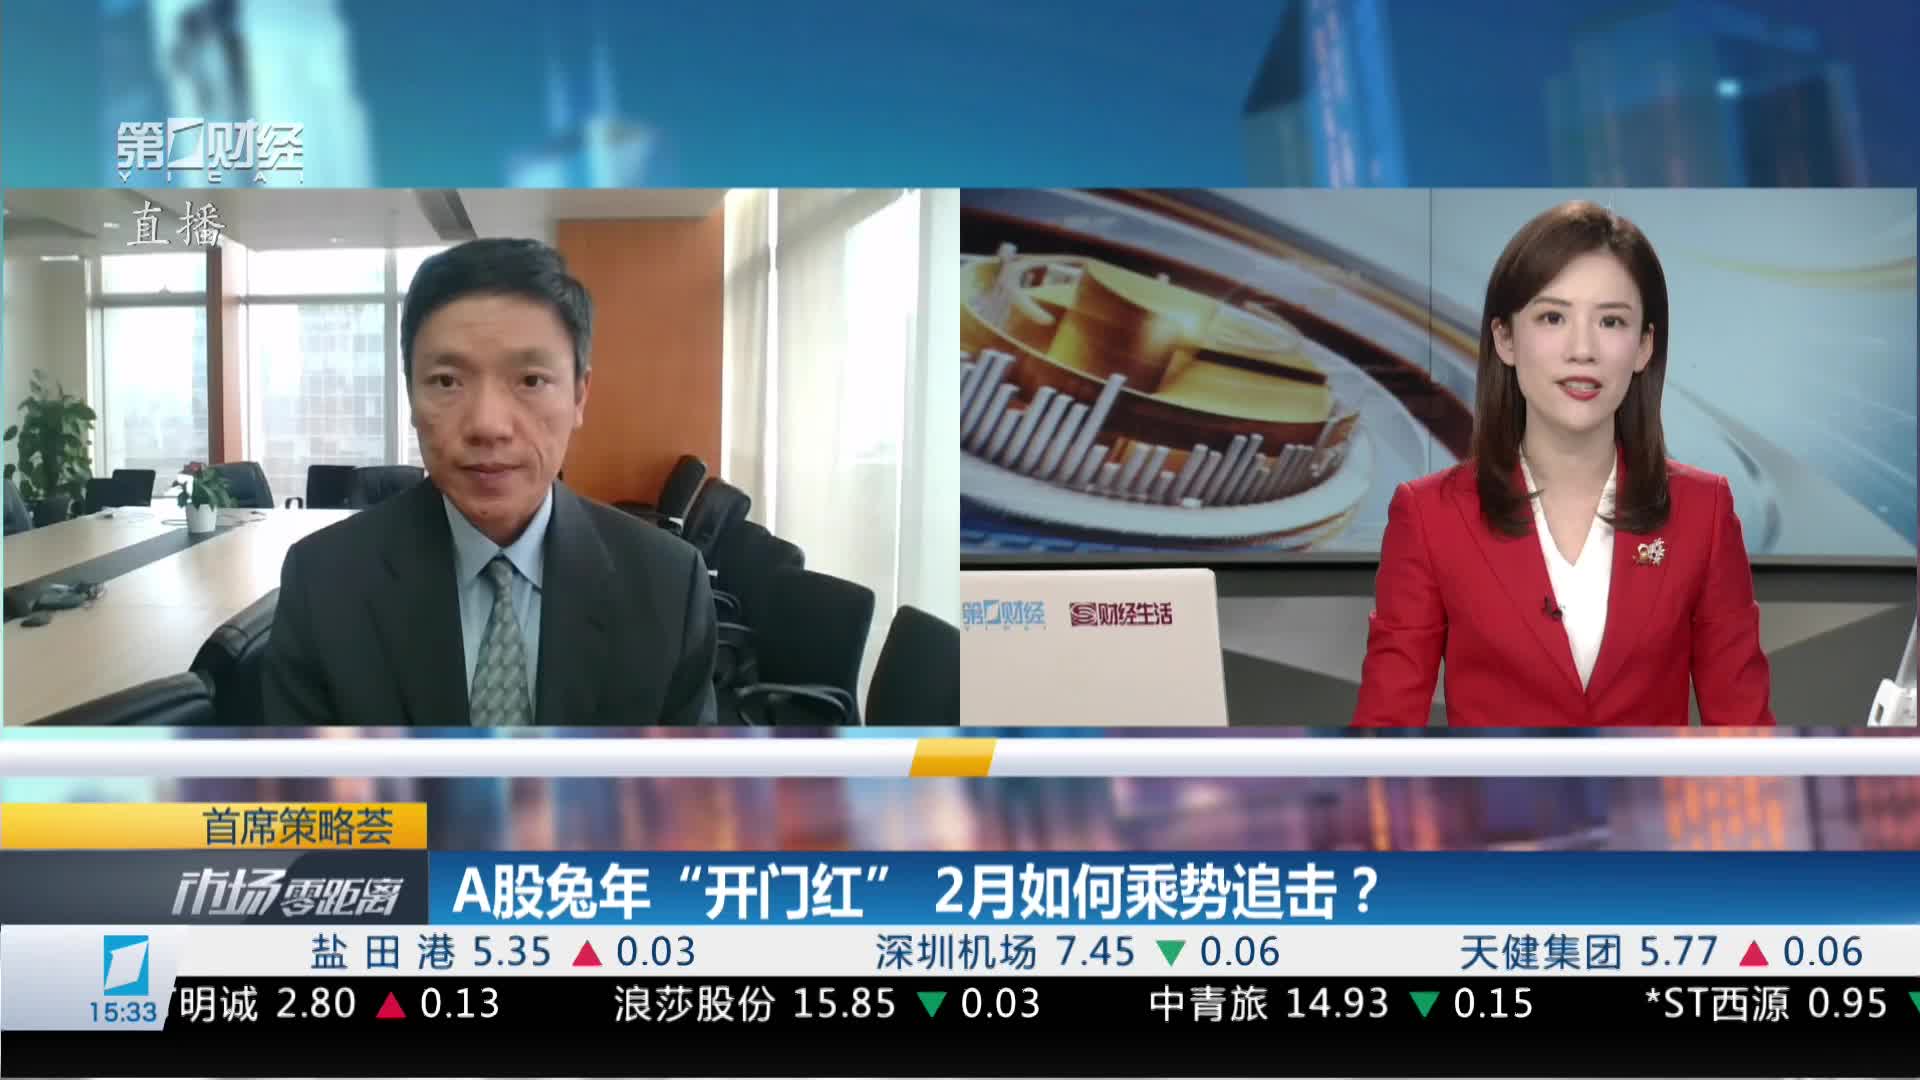 第1财经
YICAI
直播
第1财经
YICAI
财经生活
首席策略荟
市场零距离
A股兔年“开门红” 2月如何乘势追击？
盐田港 5.35 ▲ 0.03 深圳机场 7.45 ▼ 0.06 天健集团 5.77 ▲ 0.06
15:33
明诚 2.80 ▲ 0.13 浪莎股份 15.85 ▼ 0.03 中青旅 14.93 ▼ 0.15 *ST西源 0.95 ▼